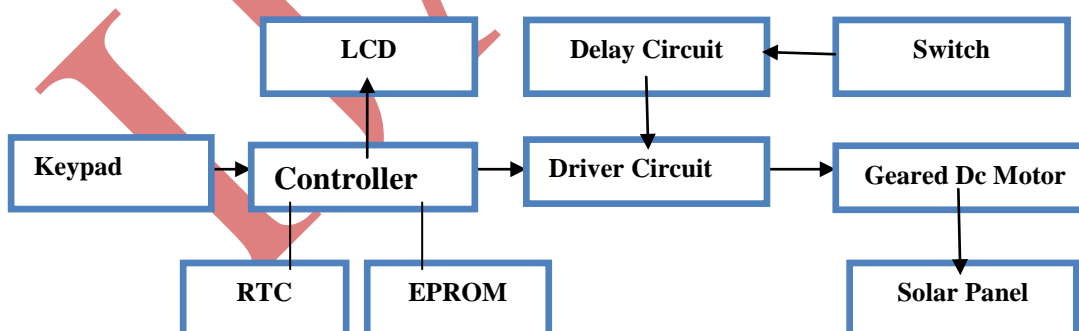 LCD
Delay Circuit
Switch
Keypad
Controller
Driver Circuit
Geared Dc Motor
RTC
EPROM
Solar Panel